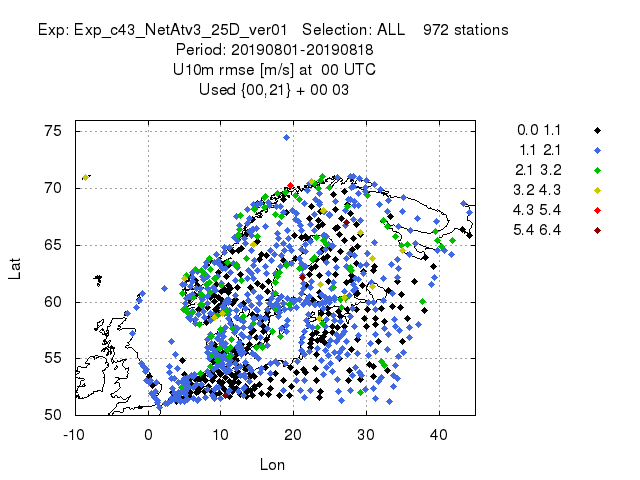 Exp: Exp_c43_NetAtv3_25D_ver01 Selection: ALL 972 stations
Period: 20190801-20190818
U10m rmse [m/s] at 00 UTC
Used {00,21} + 00 03
75
70
65
60
55
50
Lat
-10 0 10 20 30 40
Lon
0.0 1.1
1.1 2.1
2.1 3.2
3.2 4.3
4.3 5.4
5.4 6.4